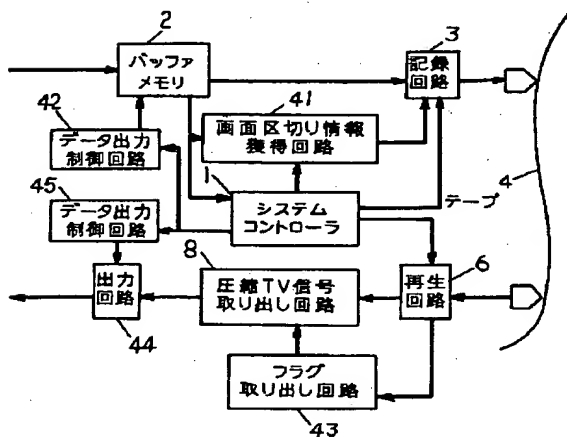 2
バッファ
メモリ
3
記録
回路
42
データ出力
制御回路
41
画面区切り情報
獲得回路
45
データ出力
制御回路
1
システム
コントローラ
テープ
4
8
圧縮TV信号
取り出し回路
6
再生
回路
出力
回路
44
フラグ
取り出し回路
43